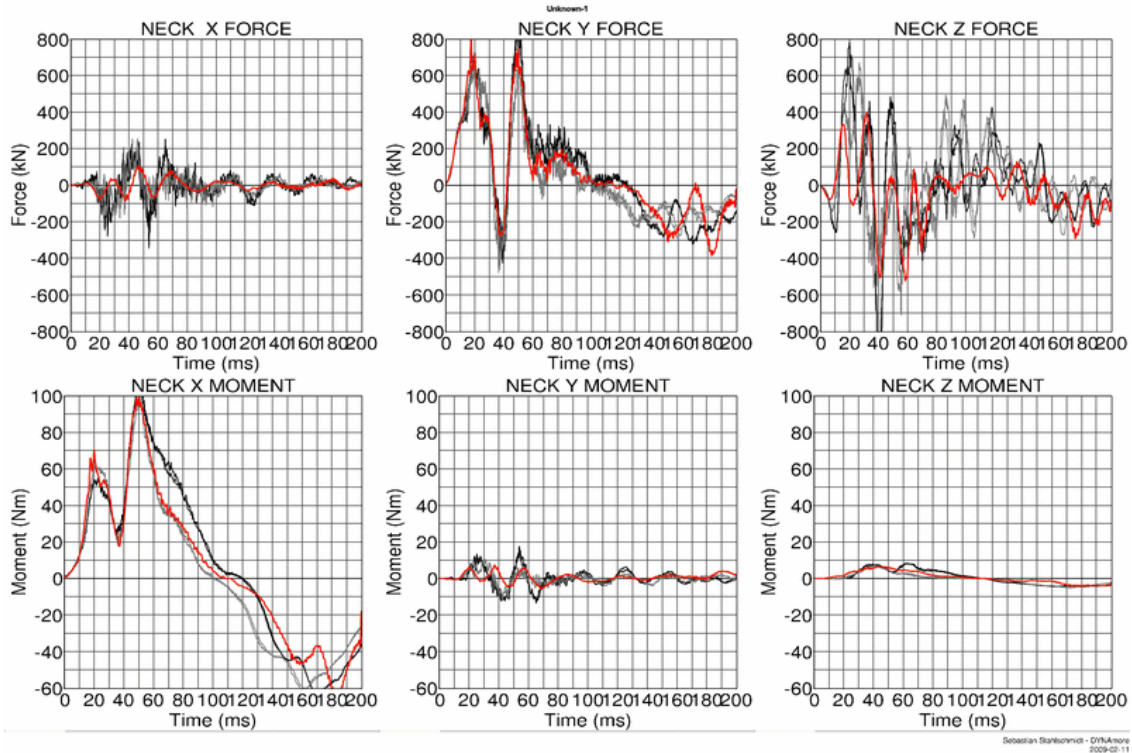 Unknown-1
NECK X FORCE
NECK Y FORCE
NECK Z FORCE
Force (kN)
800
600
400
200
0
-200
-400
-600
-800
0 20 40 60 80 100 120 140 160 180 200
Time (ms)
Force (kN)
800
600
400
200
0
-200
-400
-600
-800
0 20 40 60 80 100 120 140 160 180 200
Time (ms)
Force (kN)
800
600
400
200
0
-200
-400
-600
-800
0 20 40 60 80 100 120 140 160 180 200
Time (ms)
NECK X MOMENT
NECK Y MOMENT
NECK Z MOMENT
Moment (Nm)
100
80
60
40
20
0
-20
-40
-60
0 20 40 60 80 100 120 140 160 180 200
Time (ms)
Moment (Nm)
100
80
60
40
20
0
-20
-40
-60
0 20 40 60 80 100 120 140 160 180 200
Time (ms)
Moment (Nm)
100
80
60
40
20
0
-20
-40
-60
0 20 40 60 80 100 120 140 160 180 200
Time (ms)
Sebastian Stahlschmidt - DYNAmore
2009-02-11